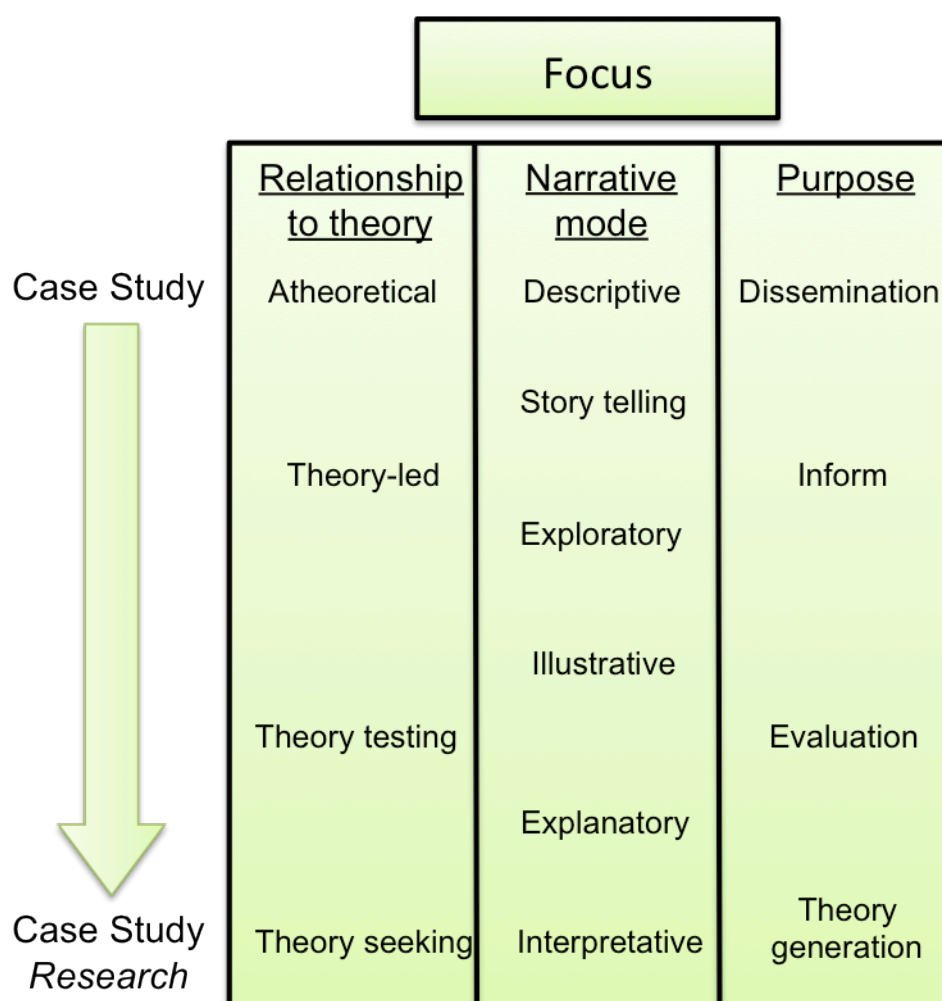 Focus
Relationship
to theory
Narrative
mode
Purpose
Case Study
Atheoretical
Descriptive
Dissemination
Story telling
Theory-led
Inform
Exploratory
Illustrative
Theory testing
Evaluation
Explanatory
Case Study
Research
Theory seeking
Interpretative
Theory
generation